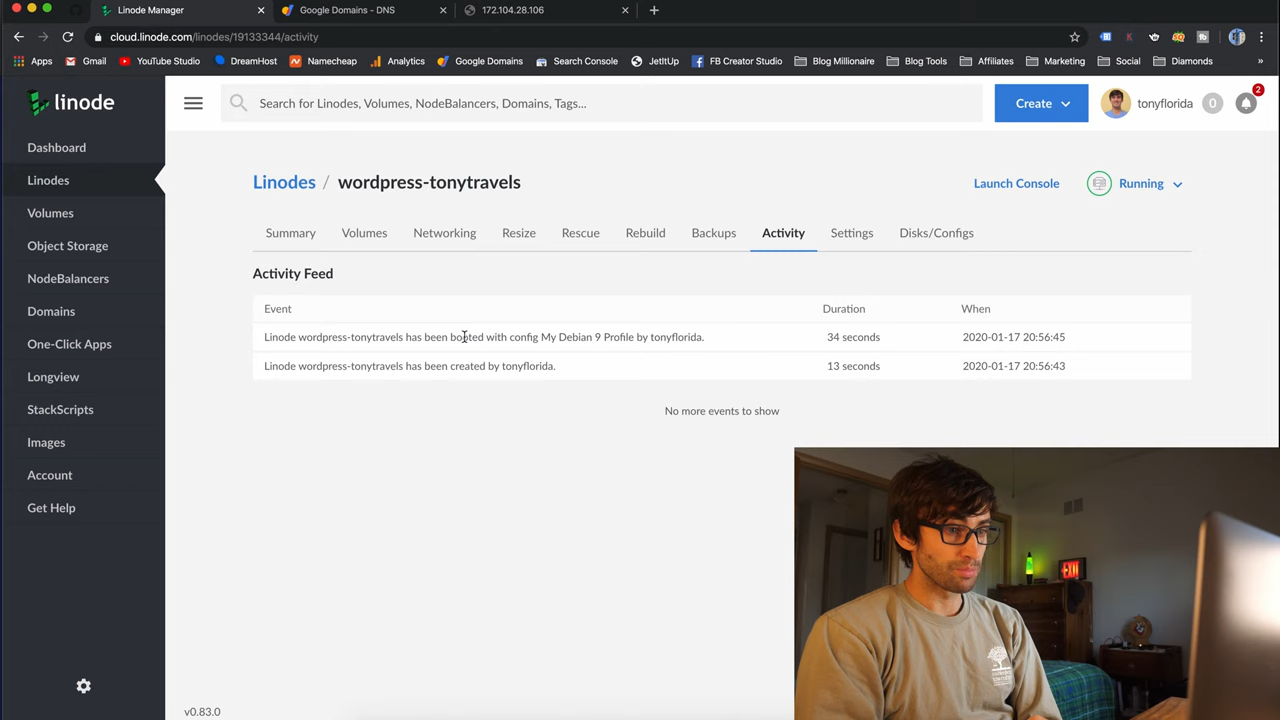 Linode Manager
Google Domains - DNS
172.104.28.106
cloud.linode.com/linodes/19133344/activity
Apps
Gmail
YouTube Studio
DreamHost
Namecheap
Analytics
Google Domains
Search Console
JetItUp
FB Creator Studio
Blog Millionaire
Blog Tools
Affiliates
Marketing
Social
Diamonds
»
linode
Search for Linodes, Volumes, NodeBalancers, Domains, Tags...
Create
tonyflorida
0
2
Dashboard
Linodes
Volumes
Object Storage
NodeBalancers
Domains
One-Click Apps
Longview
StackScripts
Images
Account
Get Help
Linodes / wordpress-tonytravels
Launch Console
Running
Summary
Volumes
Networking
Resize
Rescue
Rebuild
Backups
Activity
Settings
Disks/Configs
Activity Feed
Event Duration When
Linode wordpress-tonytravels has been booted with config My Debian 9 Profile by tonyflorida. 34 seconds 2020-01-17 20:56:45
Linode wordpress-tonytravels has been created by tonyflorida. 13 seconds 2020-01-17 20:56:43
No more events to show
EXIT
v0.83.0